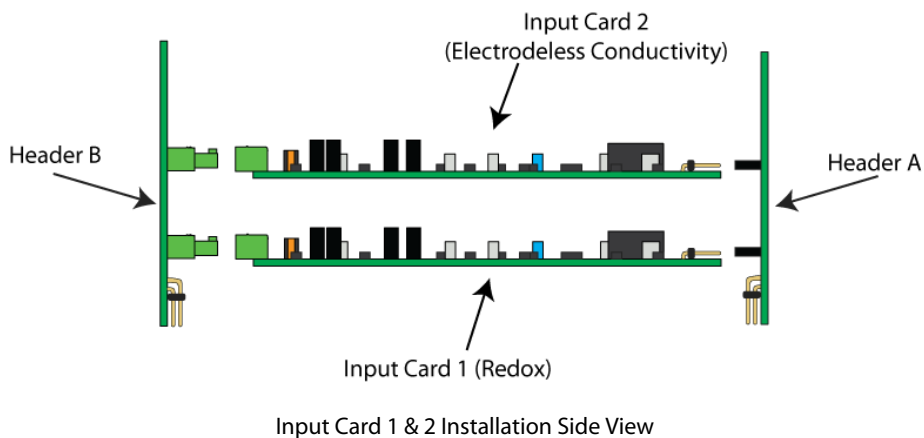 Input Card 2
(Electrodeless Conductivity)
Header B
Header A
Input Card 1 (Redox)
Input Card 1 & 2 Installation Side View